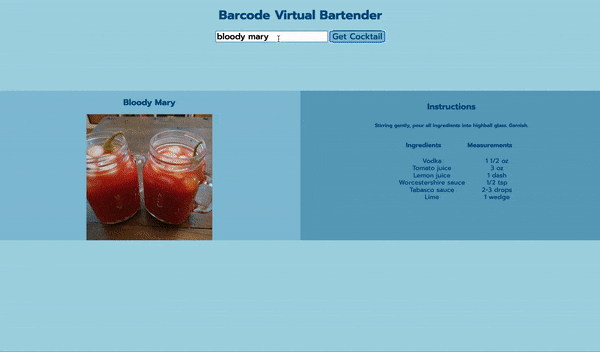 Barcode Virtual Bartender
bloody mary Get Cocktail
Bloody Mary
Instructions
Stirring gently, pour all ingredients into highball glass. Garnish.
Ingredients Measurements
Vodka 1 1/2 oz
Tomato juice 3 oz
Lemon juice 1 dash
Worcestershire sauce 1/2 tsp
Tabasco sauce 2-3 drops
Lime 1 wedge